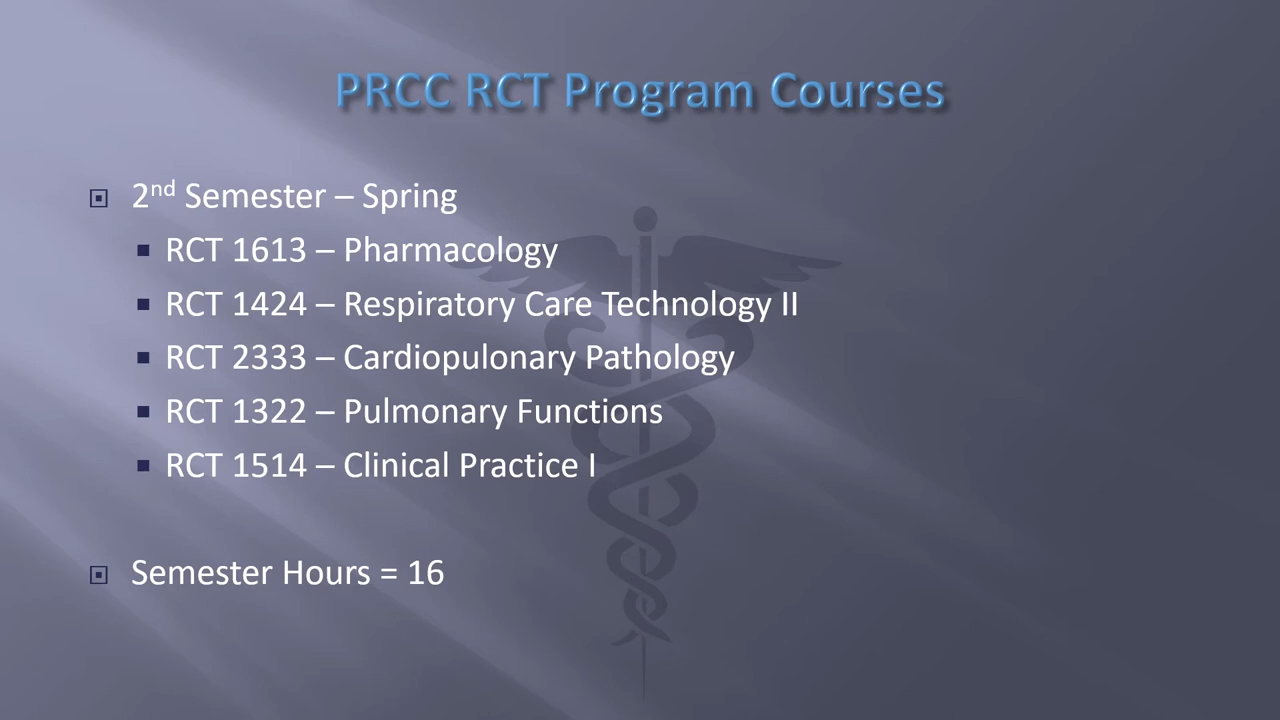 PRCC RCT Program Courses
2nd Semester – Spring
RCT 1613 – Pharmacology
RCT 1424 – Respiratory Care Technology II
RCT 2333 – Cardiopulonary Pathology
RCT 1322 – Pulmonary Functions
RCT 1514 – Clinical Practice I
Semester Hours = 16